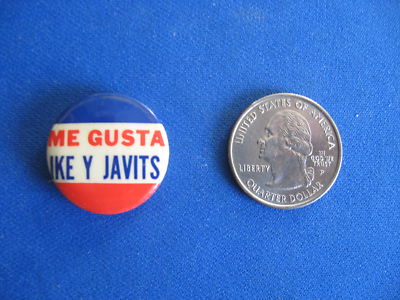 ME GUSTA
IKE Y JAVITS
UNITED STATES OF AMERICA
LIBERTY
IN
GOD WE
TRUST
P
QUARTER DOLLAR